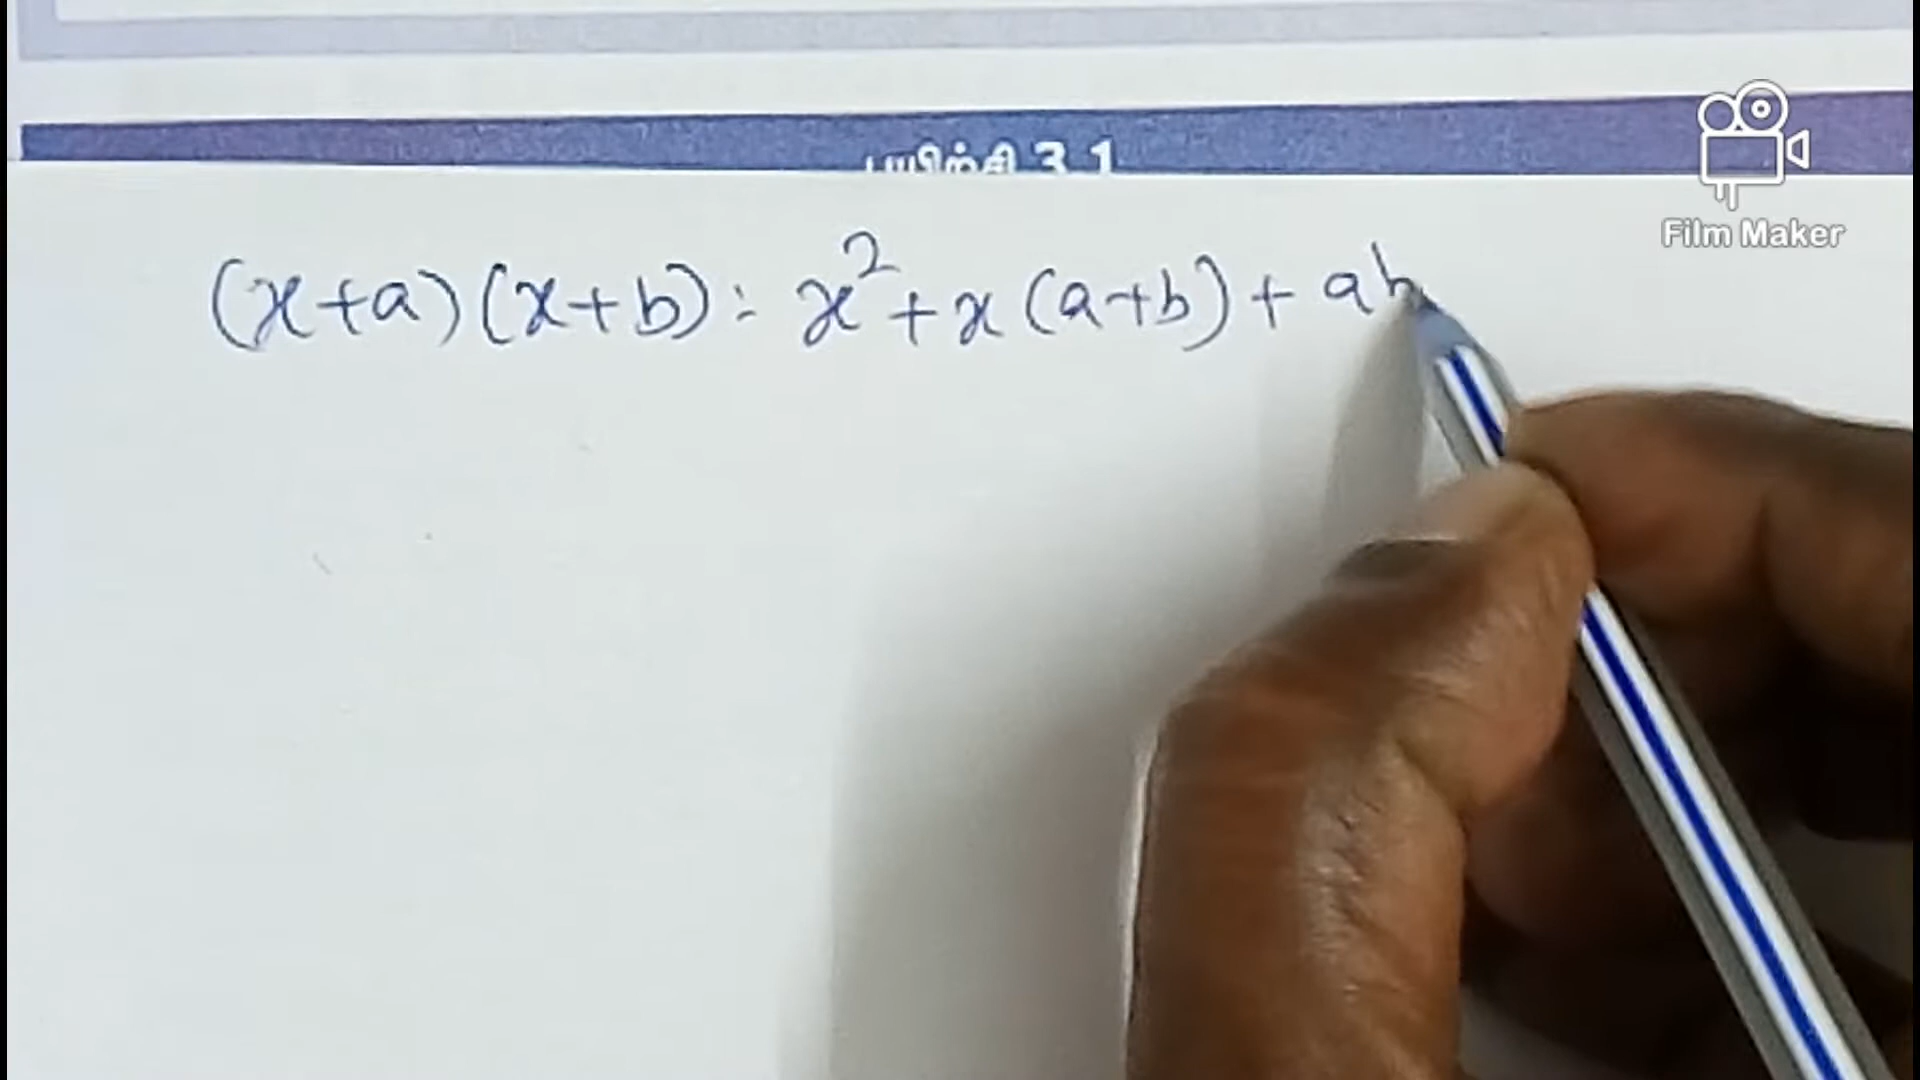 பயிற்சி 3.1
Film Maker
(x+a)(x+b) = x²+x(a+b)+ab